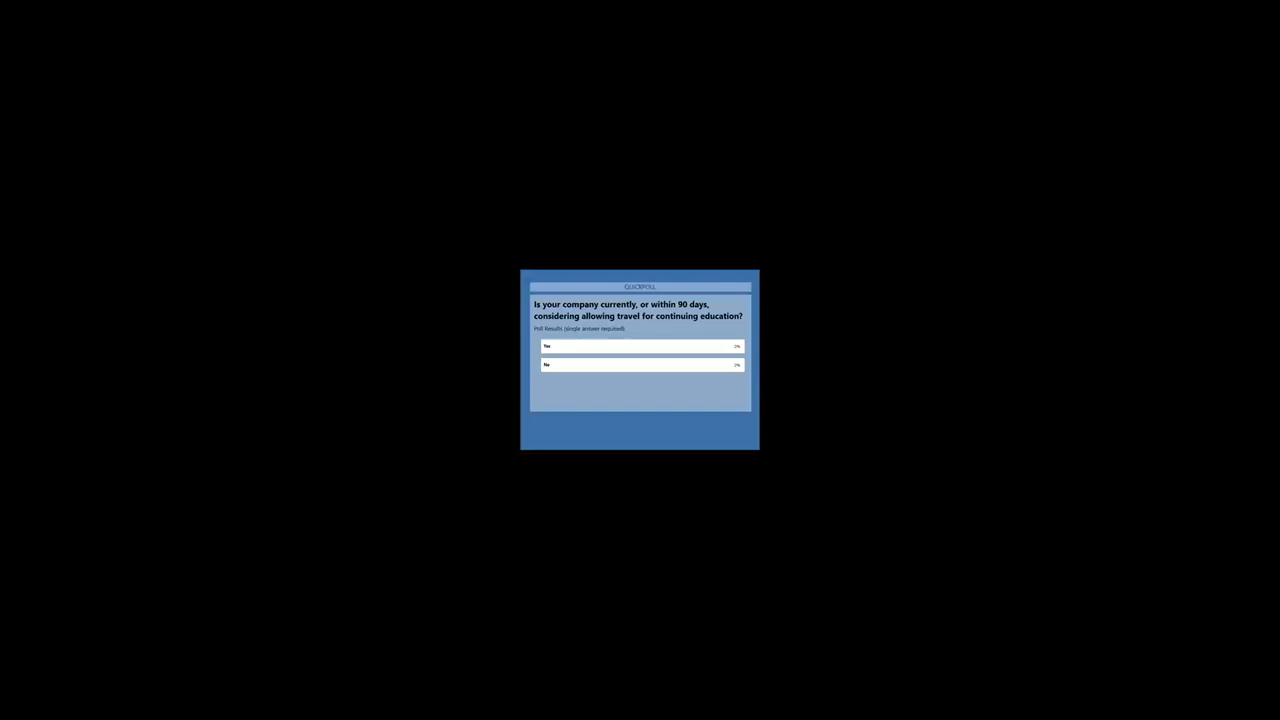 QUICKPOLL
Is your company currently, or within 90 days,
considering allowing travel for continuing education?
Poll Results (single answer required):
Yes
No